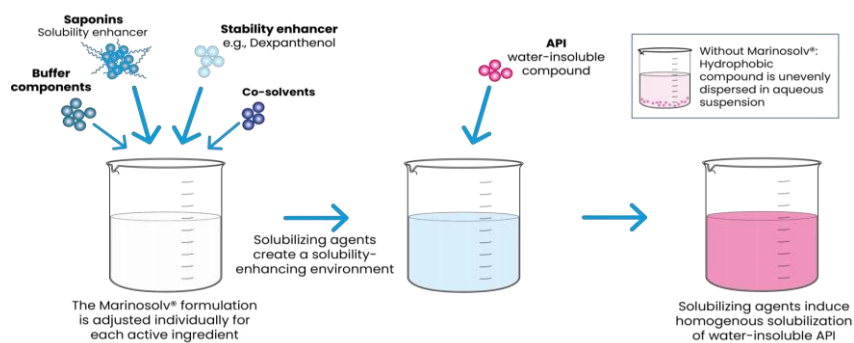 Saponins
Solubility enhancer
Stability enhancer
e.g., Dexpanthenol
Buffer
components
Co-solvents
API
water-insoluble
compound
Without Marinosolv®:
Hydrophobic
compound is unevenly
dispersed in aqueous
suspension
Solubilizing agents
create a solubility-
enhancing environment
The Marinosolv® formulation
is adjusted individually for
each active ingredient
Solubilizing agents induce
homogenous solubilization
of water-insoluble API